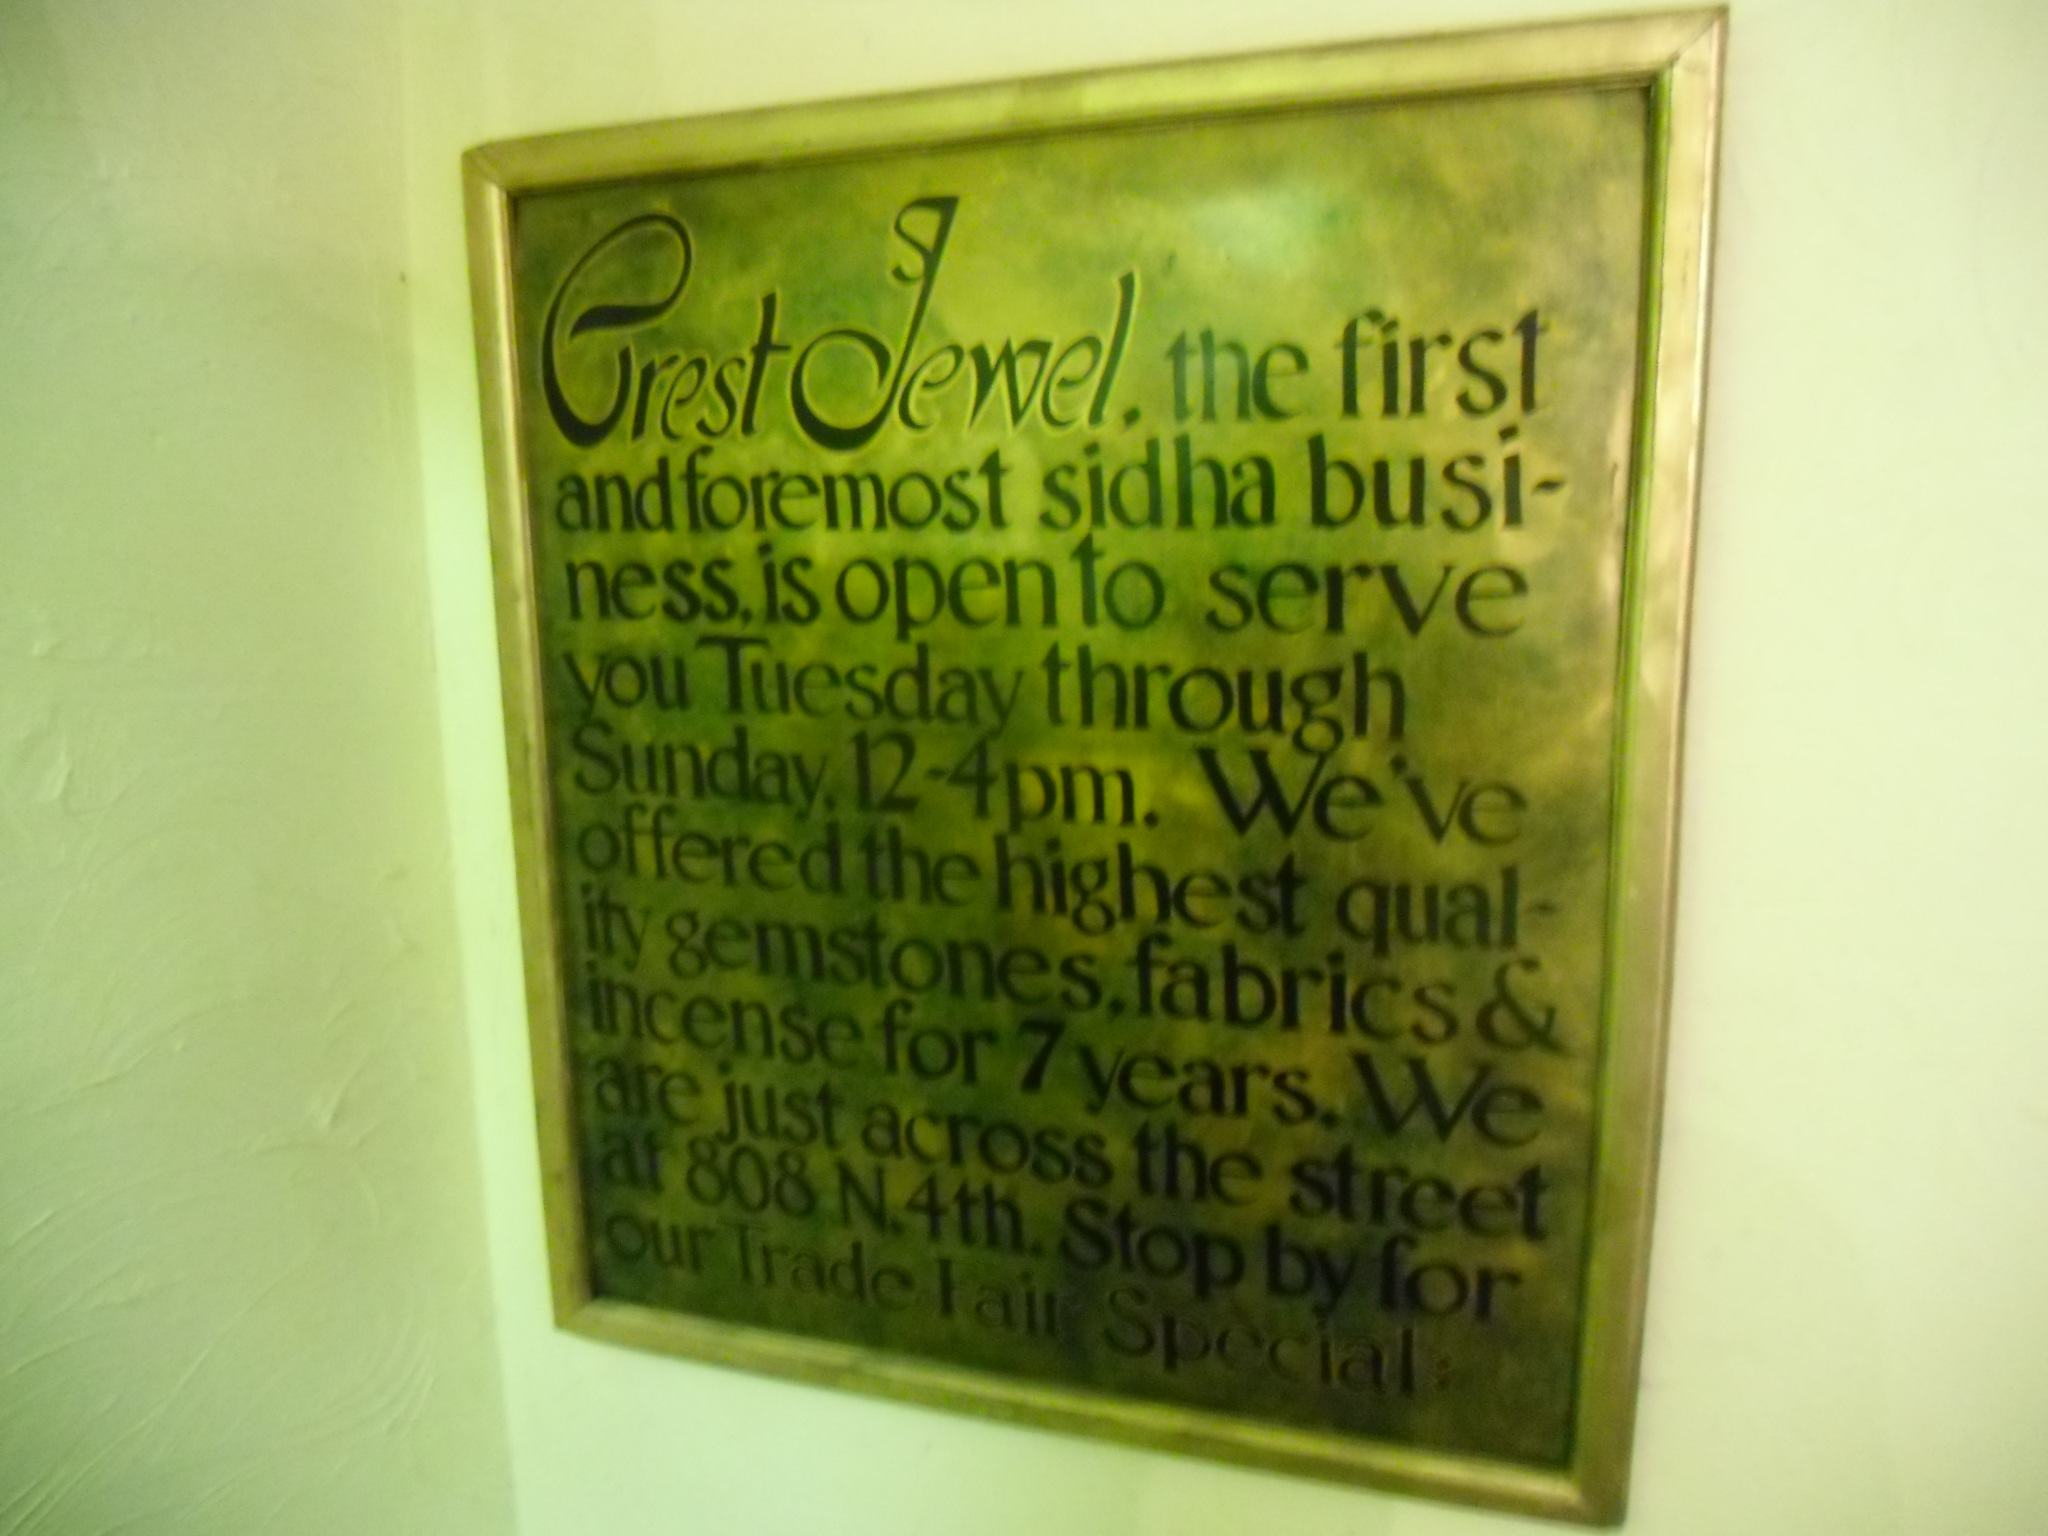 Crest Jewel, the first
and foremost sidha busi-
ness, is open to serve
you Tuesday through
Sunday, 12-4pm. We've
offered the highest qual-
ity gemstones, fabrics &
incense for 7 years. We
are just across the street
at 808 N. 4th. Stop by for
our Trade Fair Special: